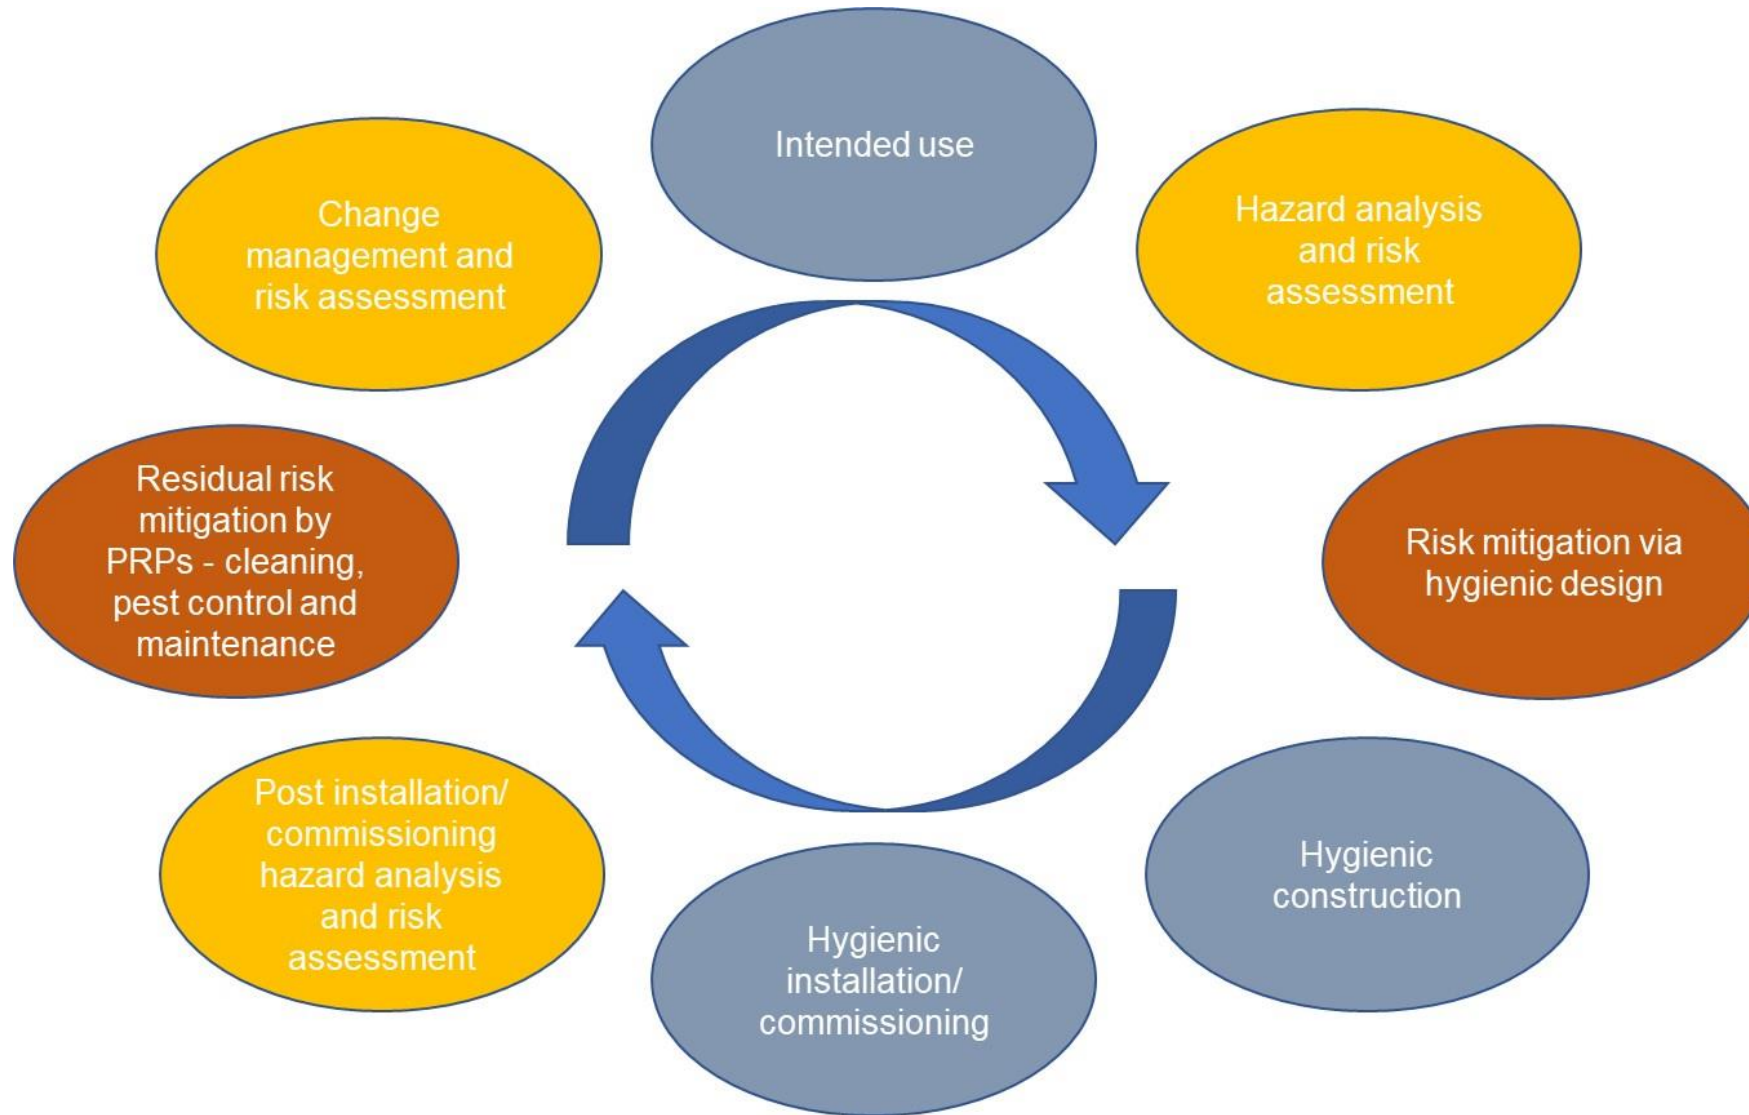 Intended use
Hazard analysis
and risk
assessment
Risk mitigation via
hygienic design
Hygienic
construction
Hygienic
installation/
commissioning
Post installation/
commissioning
hazard analysis
and risk
assessment
Residual risk
mitigation by
PRPs - cleaning,
pest control and
maintenance
Change
management and
risk assessment